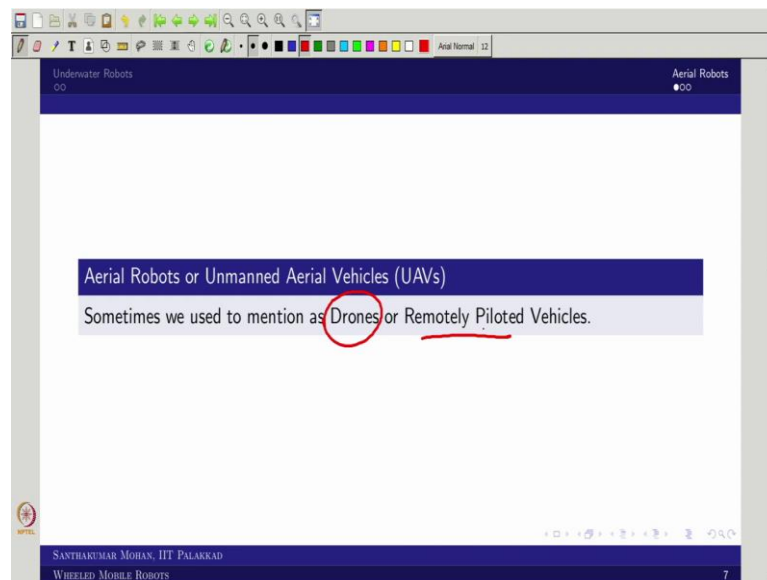 T
Arial Normal 12
Underwater Robots
Aerial Robots
Aerial Robots or Unmanned Aerial Vehicles (UAVs)
Sometimes we used to mention as Drones or Remotely Piloted Vehicles.
NPTEL
SANTHAKUMAR MOHAN, IIT PALAKKAD
WHEELED MOBILE ROBOTS 7